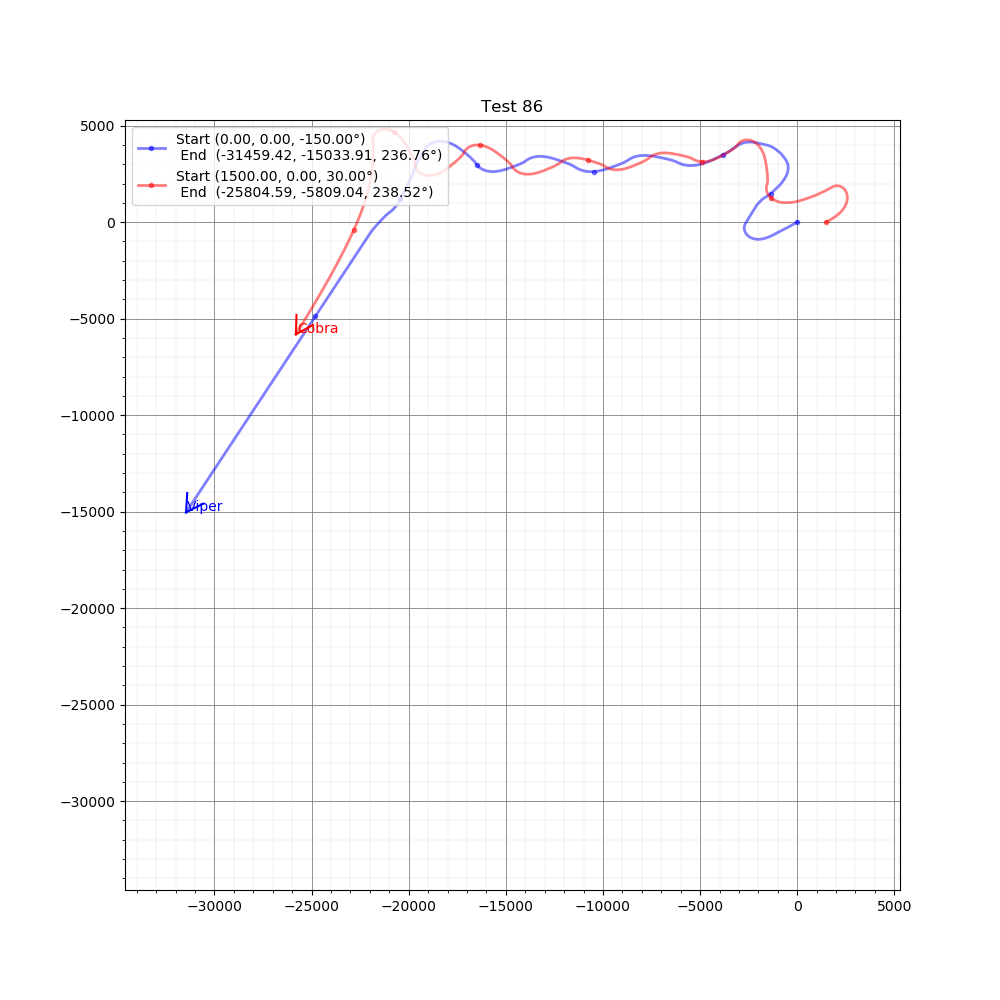 Test 86
Start (0.00, 0.00, -150.00°)
End (-31459.42, -15033.91, 236.76°)
Start (1500.00, 0.00, 30.00°)
End (-25804.59, -5809.04, 238.52°)
5000
0
−5000
−10000
−15000
−20000
−25000
−30000
Cobra
Viper
−30000
−25000
−20000
−15000
−10000
−5000
0
5000